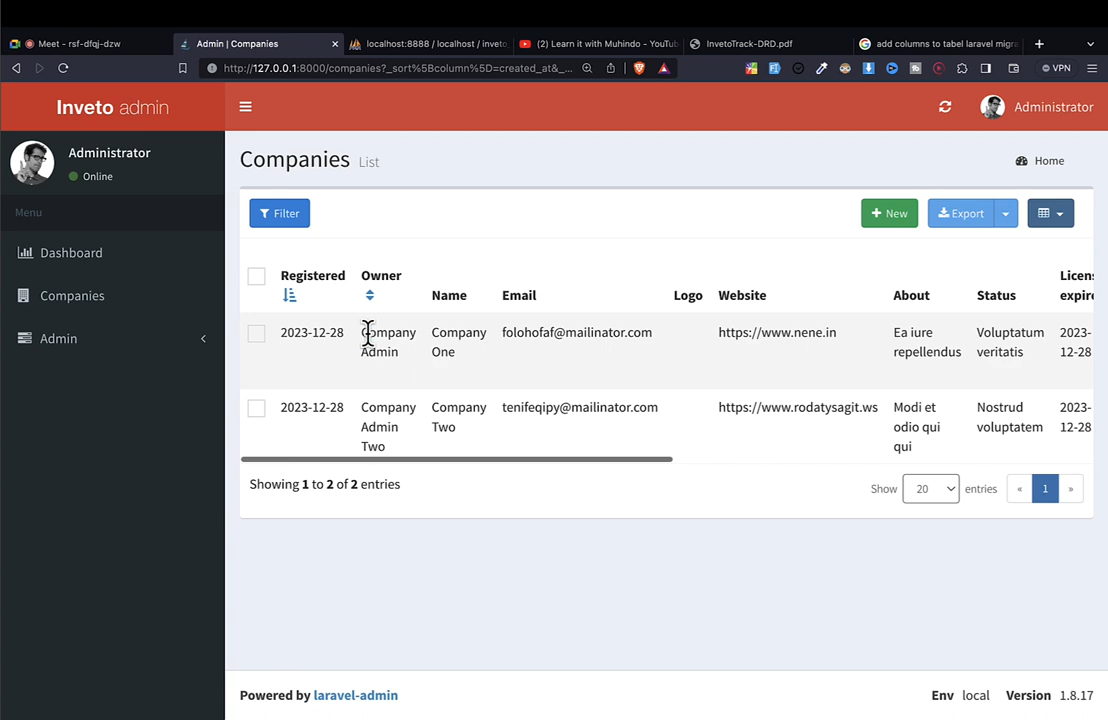 Meet - rsf-dfqj-dzw
Admin | Companies
localhost:8888 / localhost / inveto_
(2) Learn it with Muhindo - YouTu
InvetoTrack-DRD.pdf
add columns to tabel laravel migra
http://127.0.0.1:8000/companies?_sort%5Bcolumn%5D=created_at&_...
VPN
Inveto admin
Administrator
Administrator
Online
Menu
Dashboard
Companies
Admin
Companies List
Home
Filter
New
Export
Registered
Owner
Name
Email
Logo
Website
About
Status
Licens
expire
2023-12-28
Company
Admin
Company
One
folohofaf@mailinator.com
https://www.nene.in
Ea iure
repellendus
Voluptatum
veritatis
2023-
12-28
2023-12-28
Company
Admin
Two
Company
Two
tenifeqipy@mailinator.com
https://www.rodatysagit.ws
Modi et
odio qui
qui
Nostrud
voluptatem
2023-
12-28
Showing 1 to 2 of 2 entries
Show 20 entries
« 1 »
Powered by laravel-admin
Env local Version 1.8.17